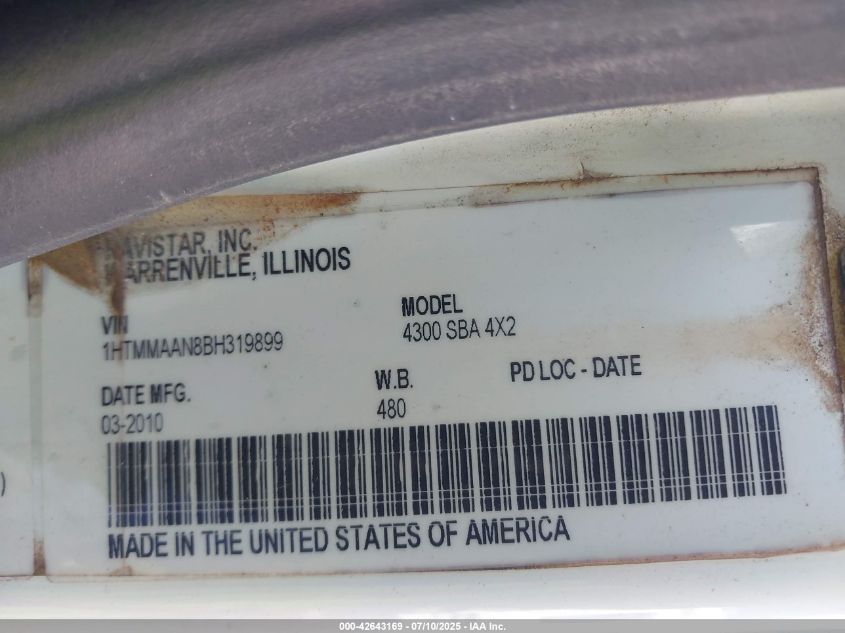 NAVISTAR, INC.
WARRENVILLE, ILLINOIS
VIN
1HTMMAAN8BH319899
MODEL
4300 SBA 4X2
DATE MFG.
03-2010
W.B.
480
PD LOC - DATE
MADE IN THE UNITED STATES OF AMERICA
)
000-42643169 - 07/10/2025 - IAA Inc.